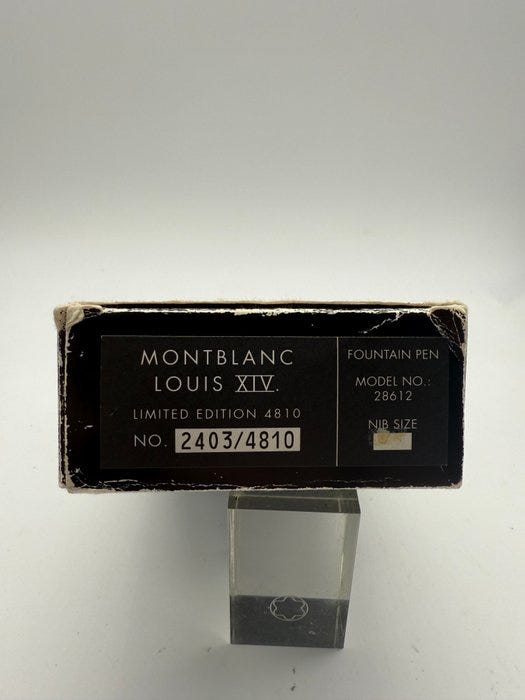 MONTBLANC
LOUIS XIV.
LIMITED EDITION 4810
NO. 2403/4810
FOUNTAIN PEN
MODEL NO.:
28612
NIB SIZE